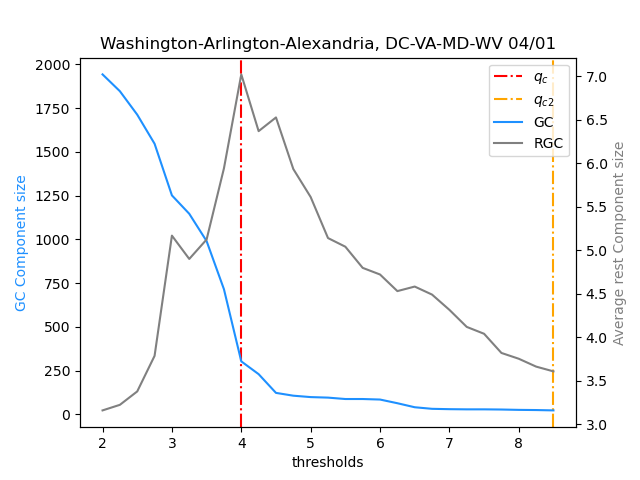 Washington-Arlington-Alexandria, DC-VA-MD-WV 04/01
GC Component size
2000
1750
1500
1250
1000
750
500
250
0
q_c
q_c2
GC
RGC
7.0
6.5
6.0
5.5
5.0
4.5
4.0
3.5
3.0
Average rest Component size
2 3 4 5 6 7 8
thresholds